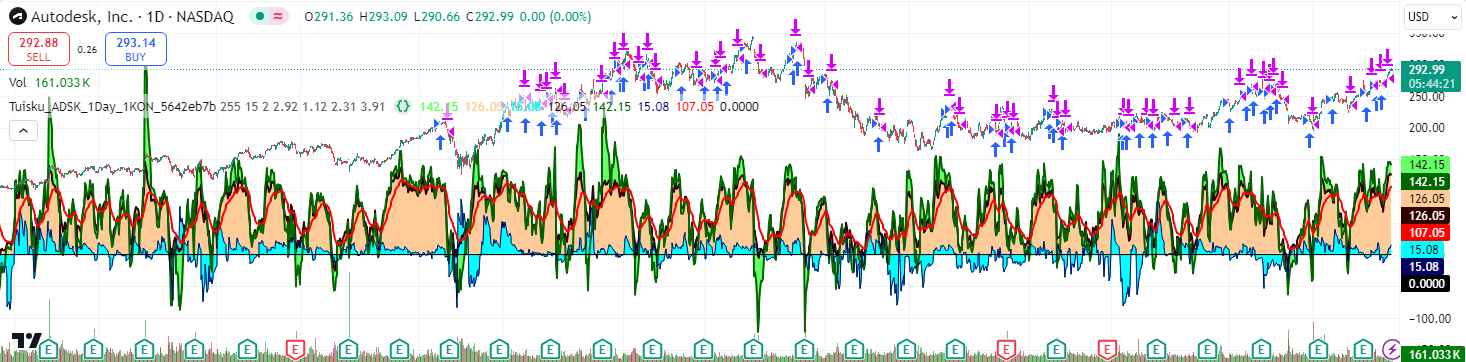 Autodesk, Inc. · 1D · NASDAQ O291.36 H293.09 L290.66 C292.99 0.00 (0.00%)
USD
292.88 0.26 293.14
SELL BUY
292.99
05:44:21
Vol 161.033 K
250.00
Tuisku_ADSK_1Day_1KON_5642eb7b 255 15 2 2.92 1.12 2.31 3.91 {} 142.15 126.05 15.08 126.05 142.15 15.08 107.05 0.0000
200.00
142.15
142.15
126.05
126.05
107.05
15.08
15.08
0.0000
−100.00
E E E E E E E E E E E E E E E E E E E E E E E E E E E
161.033 K